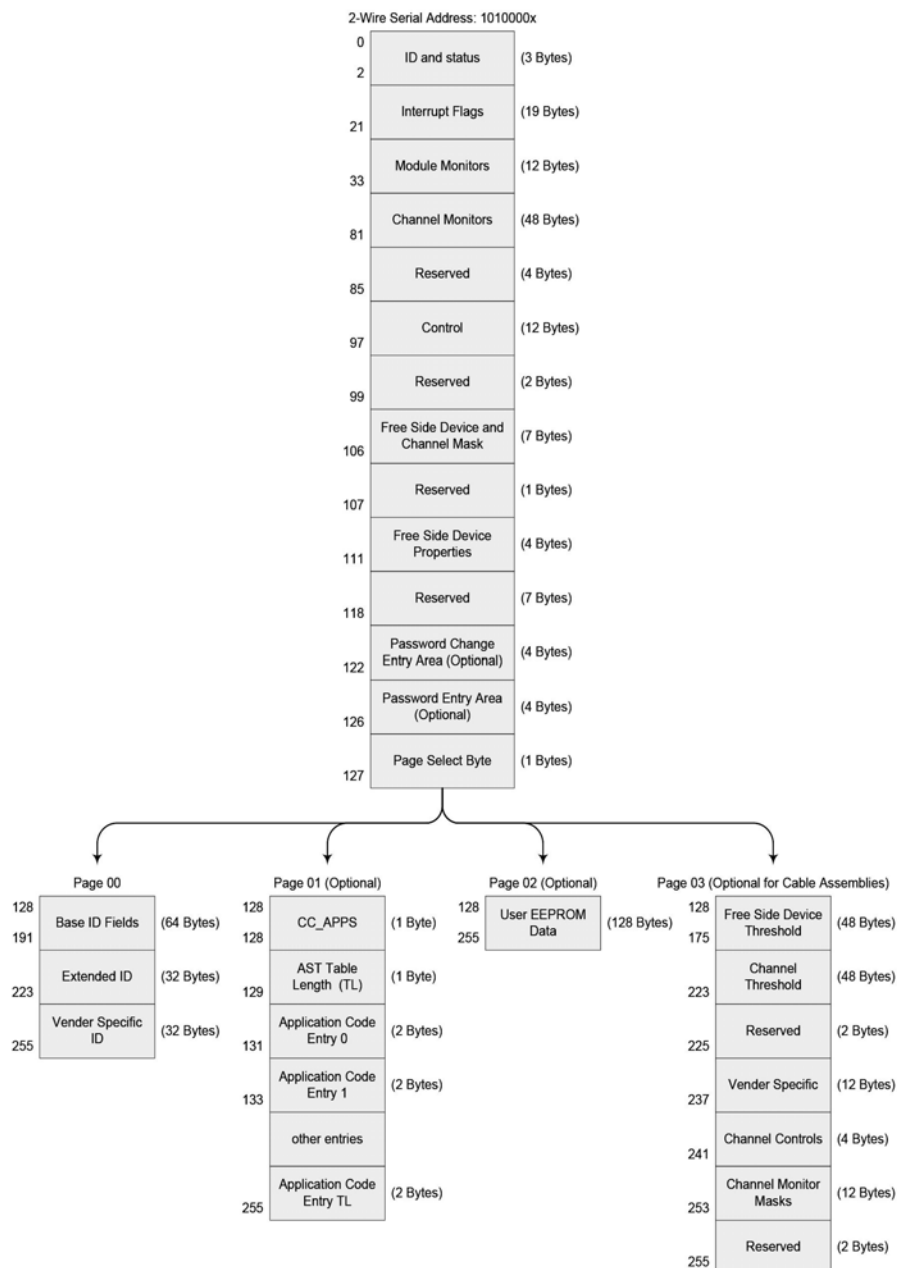 2-Wire Serial Address: 1010000x
0
ID and status
(3 Bytes)
2
Interrupt Flags
(19 Bytes)
21
Module Monitors
(12 Bytes)
33
Channel Monitors
(48 Bytes)
81
Reserved
(4 Bytes)
85
Control
(12 Bytes)
97
Reserved
(2 Bytes)
99
Free Side Device and
Channel Mask
(7 Bytes)
106
Reserved
(1 Bytes)
107
Free Side Device
Properties
(4 Bytes)
111
Reserved
(7 Bytes)
118
Password Change
Entry Area (Optional)
(4 Bytes)
122
Password Entry Area
(Optional)
(4 Bytes)
126
Page Select Byte
(1 Bytes)
127
Page 00
128
Base ID Fields
(64 Bytes)
191
Extended ID
(32 Bytes)
223
Vender Specific
ID
(32 Bytes)
255
Page 01 (Optional)
128
CC_APPS
(1 Byte)
128
AST Table
Length (TL)
(1 Byte)
129
Application Code
Entry 0
(2 Bytes)
131
Application Code
Entry 1
(2 Bytes)
133
other entries
Application Code
Entry TL
(2 Bytes)
255
Page 02 (Optional)
128
User EEPROM
Data
(128 Bytes)
255
Page 03 (Optional for Cable Assemblies)
128
Free Side Device
Threshold
(48 Bytes)
175
Channel
Threshold
(48 Bytes)
223
Reserved
(2 Bytes)
225
Vender Specific
(12 Bytes)
237
Channel Controls
(4 Bytes)
241
Channel Monitor
Masks
(12 Bytes)
253
Reserved
(2 Bytes)
255